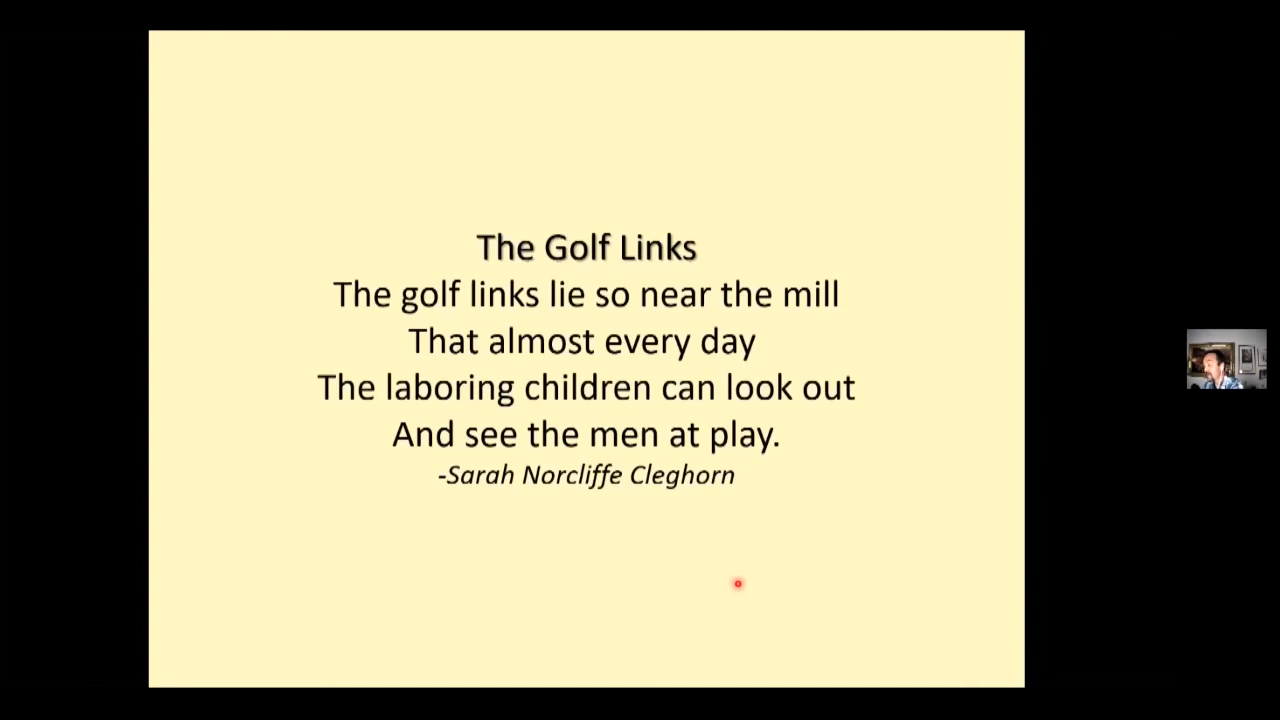 The Golf Links
The golf links lie so near the mill
That almost every day
The laboring children can look out
And see the men at play.
-Sarah Norcliffe Cleghorn